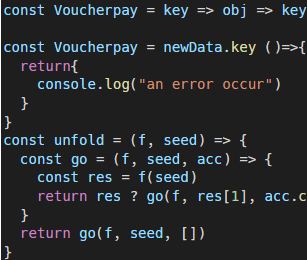 const Voucherpay = key => obj => key
const Voucherpay = newData.key ()=>{
return{
console.log("an error occur")
}
}
const unfold = (f, seed) => {
const go = (f, seed, acc) => {
const res = f(seed)
return res ? go(f, res[1], acc.c
}
return go(f, seed, [])
}